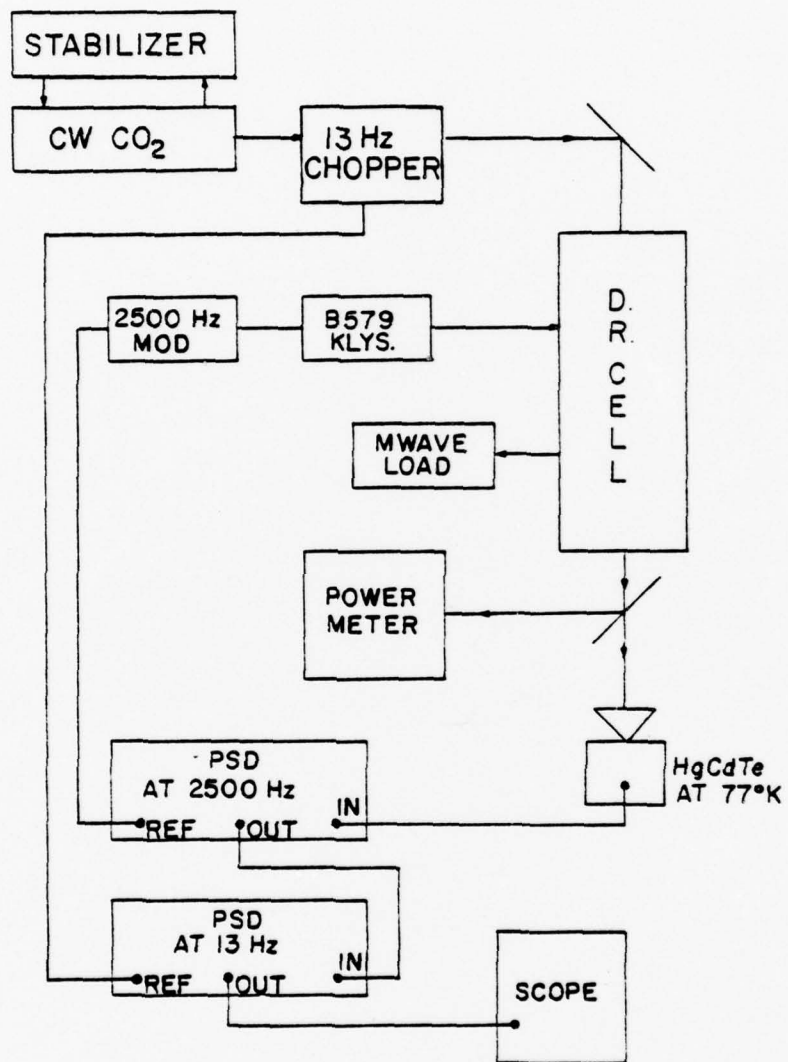 STABILIZER
CW CO₂
13 Hz
CHOPPER
D.
R.
C
E
L
L
2500 Hz
MOD
B579
KLYS.
MWAVE
LOAD
POWER
METER
HgCdTe
AT 77°K
PSD
AT 2500 Hz
IN
REF
OUT
PSD
AT 13 Hz
IN
REF
OUT
SCOPE